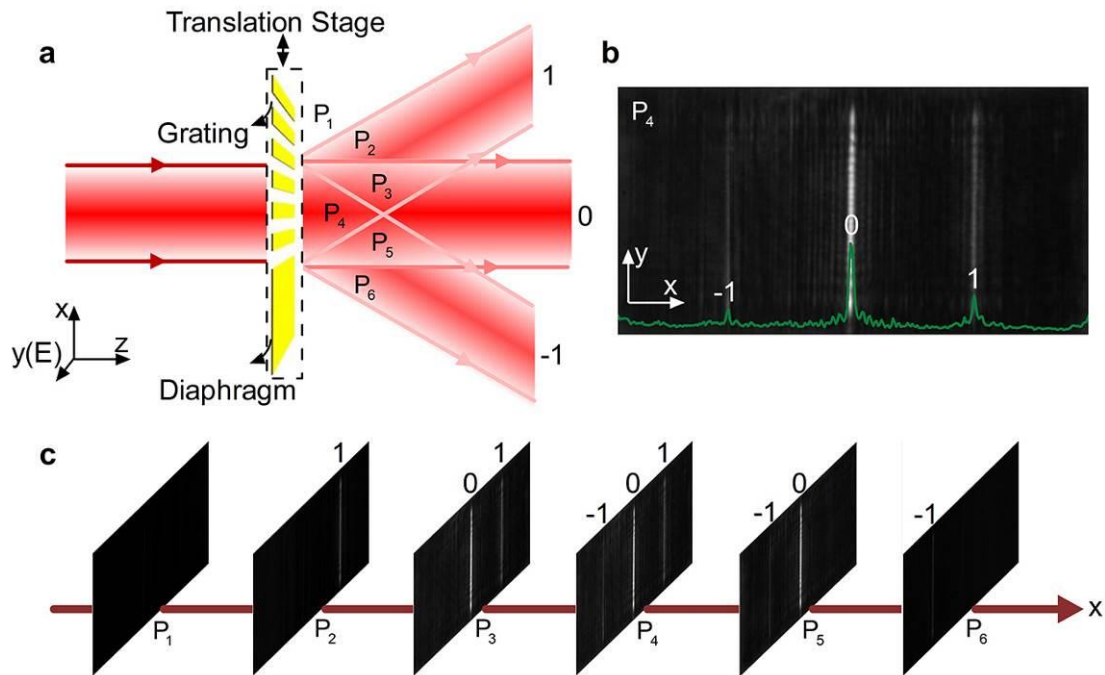 a
Translation Stage
Grating
P₁
P₂
P₃
P₄
P₅
P₆
1
0
-1
x
y(E)
z
Diaphragm
b
P₄
y
x
-1
0
1
c
1
0
1
-1
0
1
-1
0
-1
P₁
P₂
P₃
P₄
P₅
P₆
x